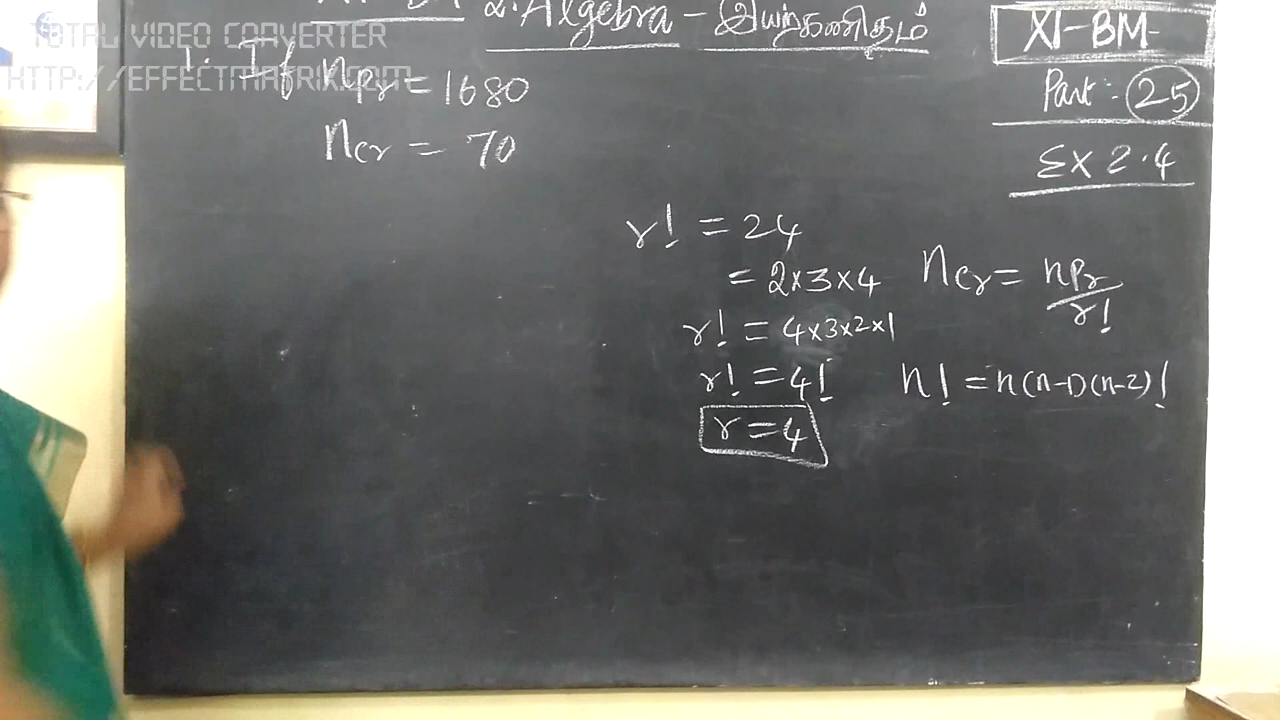 2. Algebra - இயற்கணிதம்
XI-BM-
Part: 25
Ex 2.4
TOTAL VIDEO CONVERTER
HTTP://EFFECTMATRIX.COM
1. If nPr = 1680
nCr = 70
r! = 24
= 2×3×4
r! = 4×3×2×1
r! = 4!
r = 4
nCr = nPr/r!
n! = n(n-1)(n-2)!